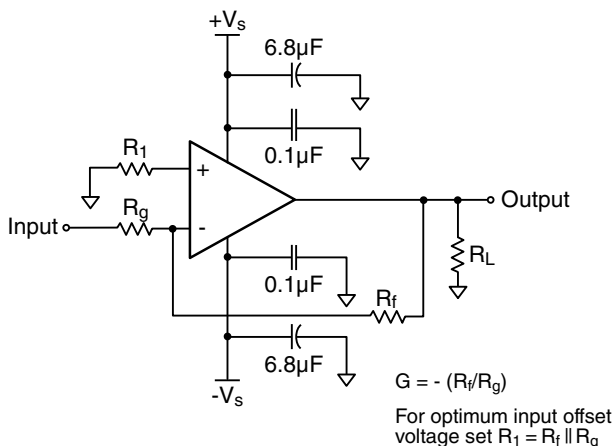 +Vs
6.8µF
0.1µF
R1
+
Rg
Input
-
Output
RL
0.1µF
Rf
6.8µF
-Vs
G = - (Rf/Rg)
For optimum input offset
voltage set R1 = Rf || Rg